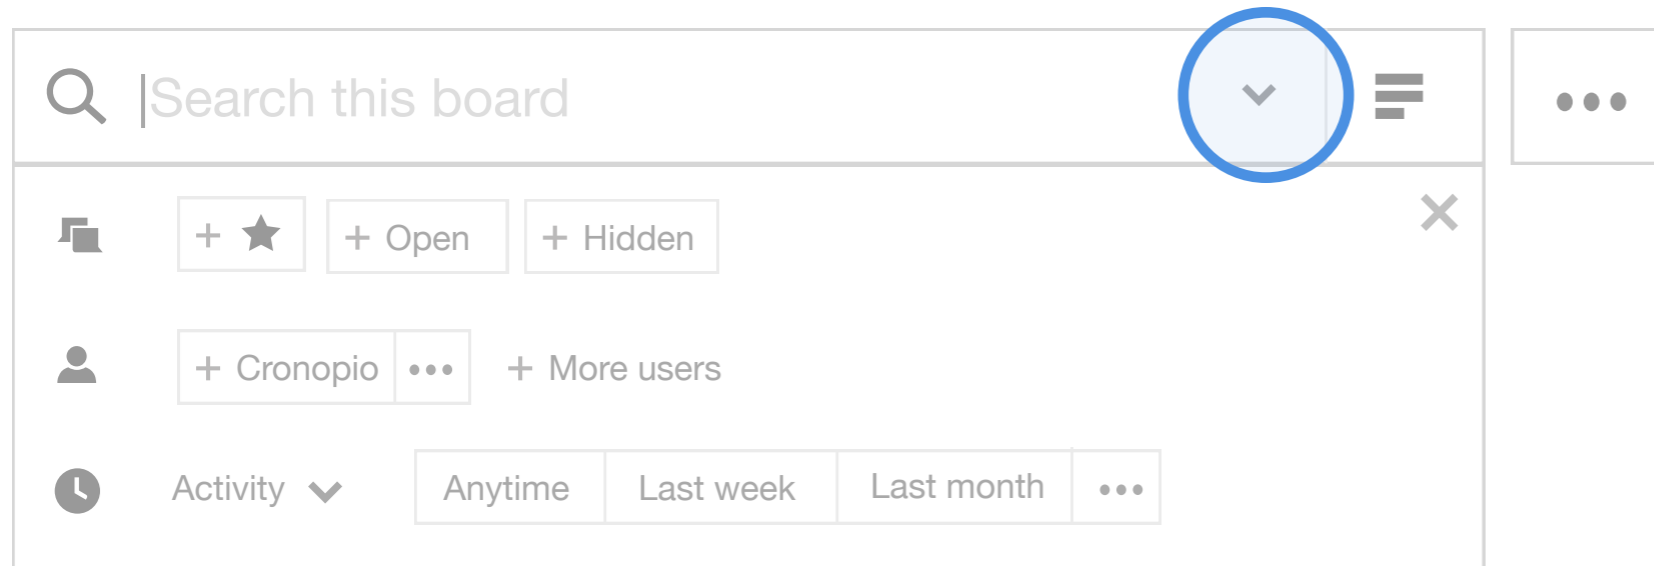 Search this board
+ ★ + Open + Hidden
+ Cronopio ••• + More users
Activity Anytime Last week Last month •••